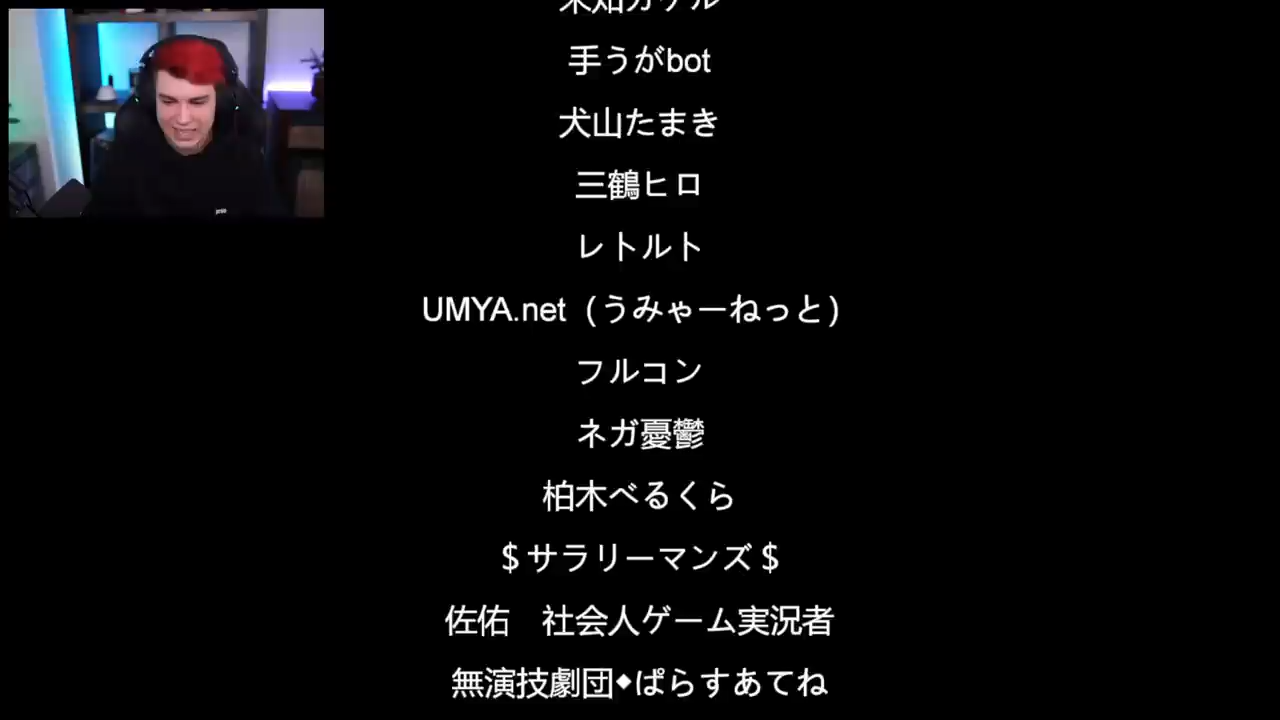 手うがbot
犬山たまき
三鶴ヒロ
レトルト
UMYA.net（うみゃーねっと）
フルコン
ネガ憂鬱
柏木べるくら
＄サラリーマンズ＄
佐佑　社会人ゲーム実況者
無演技劇団◆ぱらすあてね